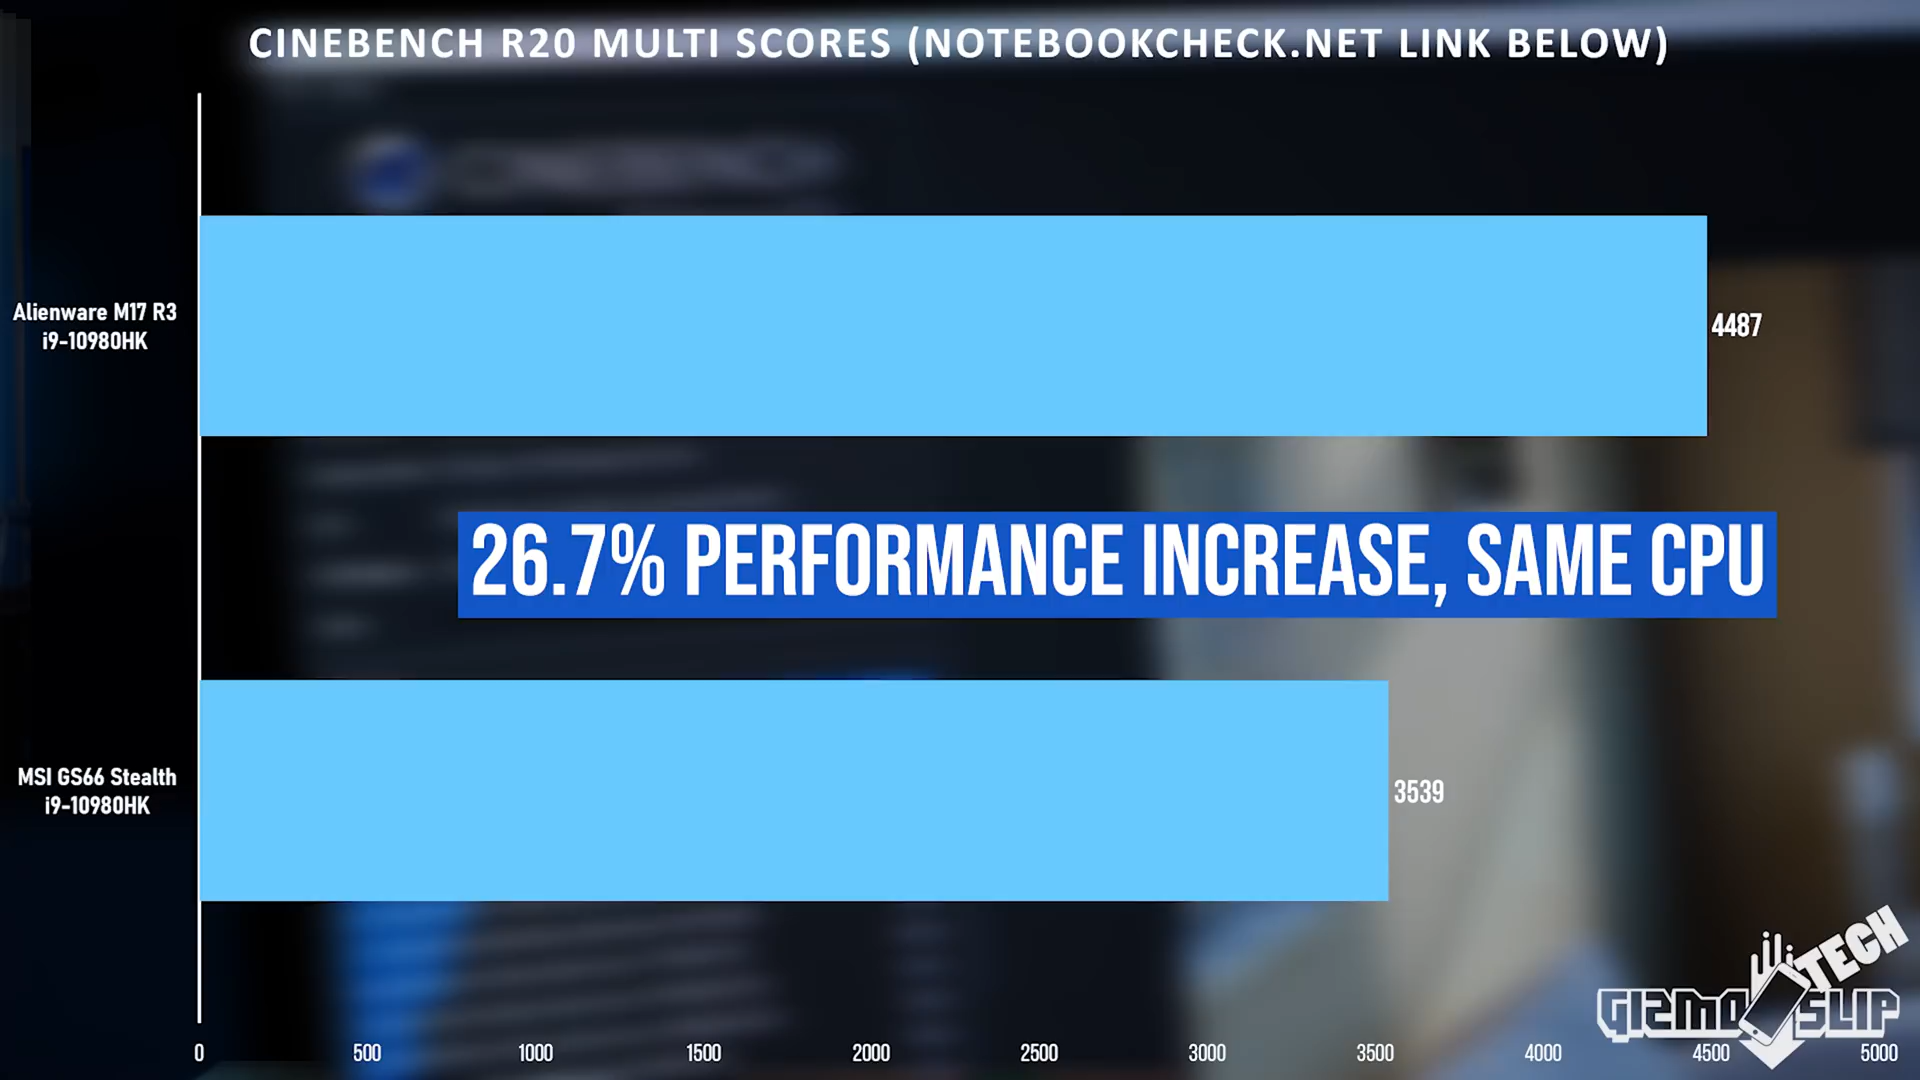 CINEBENCH R20 MULTI SCORES (NOTEBOOKCHECK.NET LINK BELOW)
CINEBENCH
Alienware M17 R3
i9-10980HK
4487
26.7% PERFORMANCE INCREASE, SAME CPU
MSI GS66 Stealth
i9-10980HK
3539
TECH
GIZMO SLIP
0 500 1000 1500 2000 2500 3000 3500 4000 4500 5000